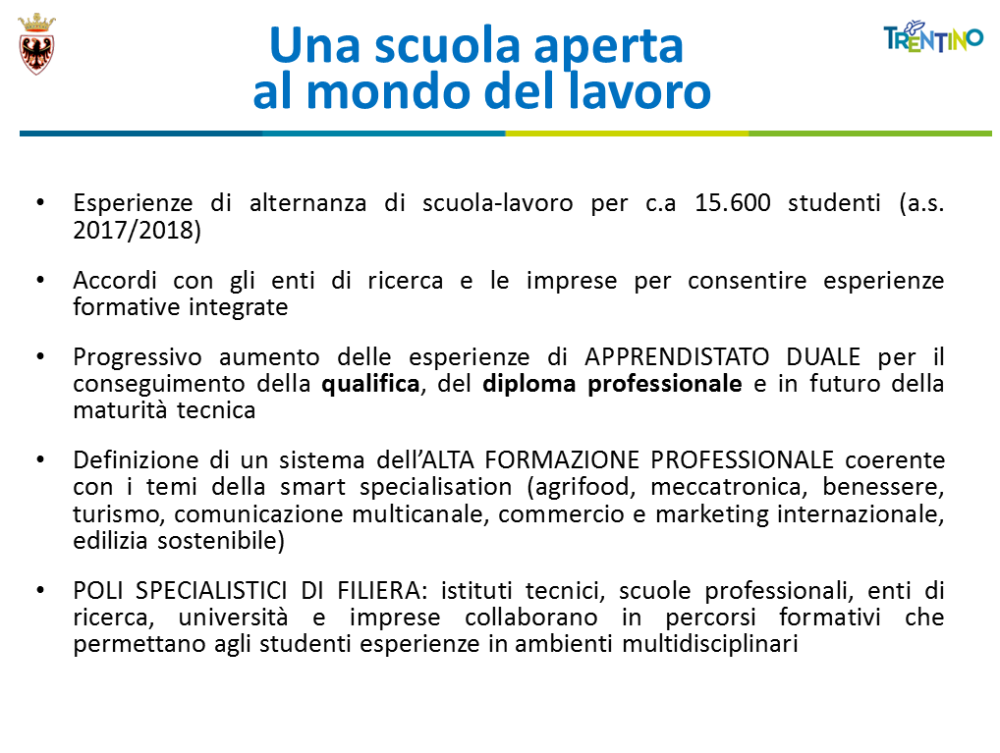 Una scuola aperta
al mondo del lavoro
TRENTINO
• Esperienze di alternanza di scuola-lavoro per c.a 15.600 studenti (a.s.
2017/2018)
• Accordi con gli enti di ricerca e le imprese per consentire esperienze
formative integrate
• Progressivo aumento delle esperienze di APPRENDISTATO DUALE per il
conseguimento della qualifica, del diploma professionale e in futuro della
maturità tecnica
• Definizione di un sistema dell’ALTA FORMAZIONE PROFESSIONALE coerente
con i temi della smart specialisation (agrifood, meccatronica, benessere,
turismo, comunicazione multicanale, commercio e marketing internazionale,
edilizia sostenibile)
• POLI SPECIALISTICI DI FILIERA: istituti tecnici, scuole professionali, enti di
ricerca, università e imprese collaborano in percorsi formativi che
permettano agli studenti esperienze in ambienti multidisciplinari